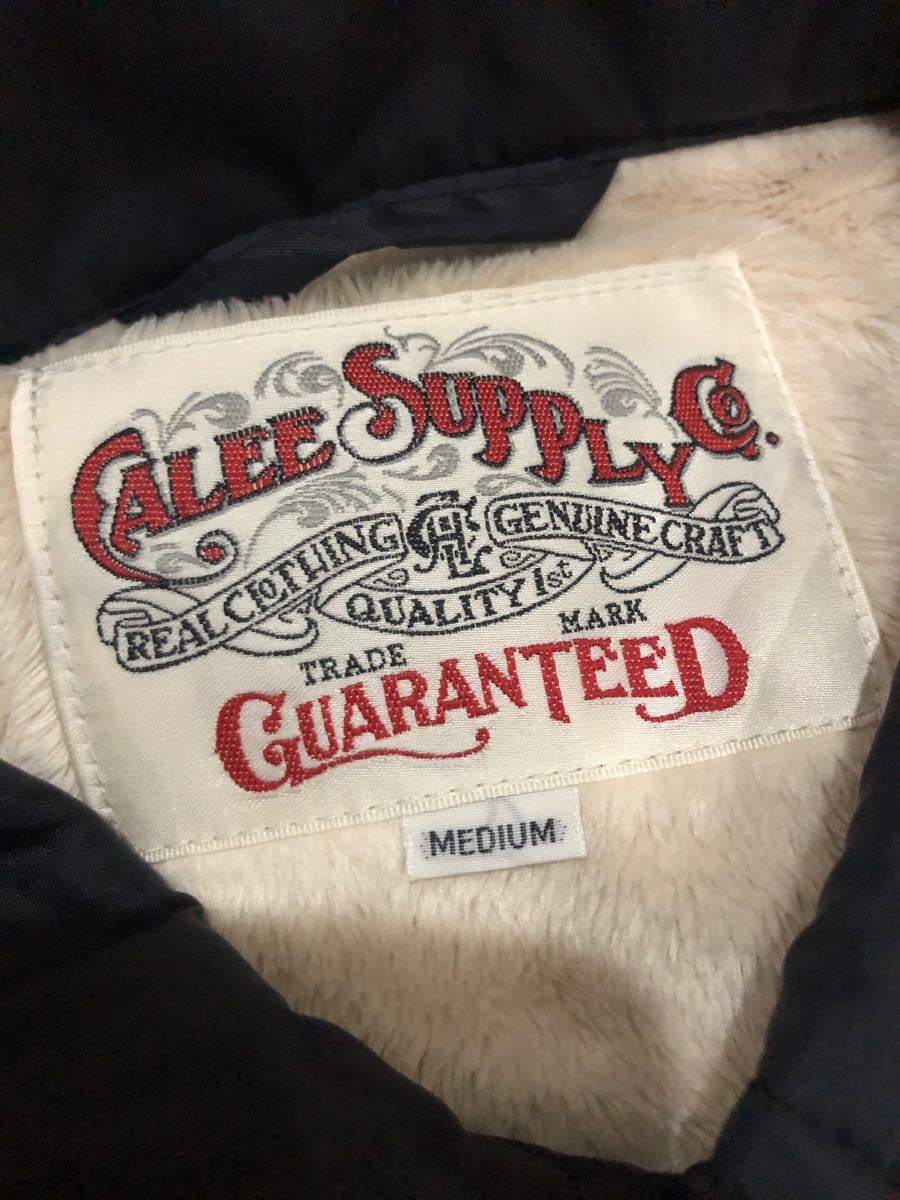 CALEE SUPPLY Co.
REAL CLOTHING
GENUINE CRAFT
QUALITY 1st
TRADE MARK
GUARANTEED
MEDIUM